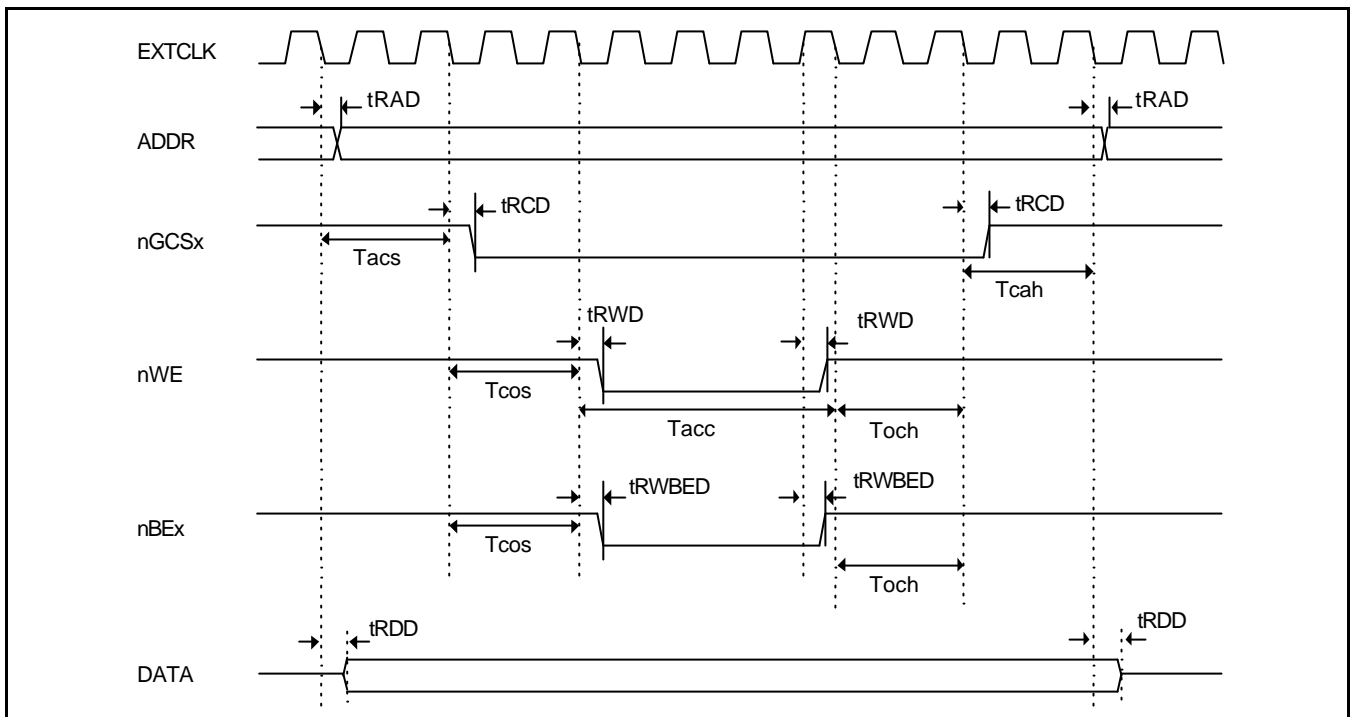 EXTCLK
tRAD
tRAD
ADDR
tRCD
tRCD
nGCSx
Tacs
Tcah
tRWD
tRWD
nWE
Tcos
Tacc
Toch
tRWBED
tRWBED
nBEx
Tcos
Toch
tRDD
tRDD
DATA